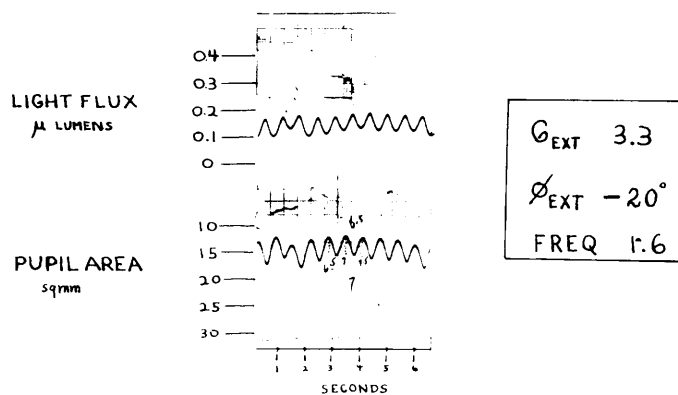 0.4
0.3
LIGHT FLUX
0.2
μ LUMENS
0.1
0
G EXT 3.3
Ø EXT -20°
FREQ 1.6
10
15
PUPIL AREA
20
sqmm
25
30
1 2 3 4 5 6
SECONDS